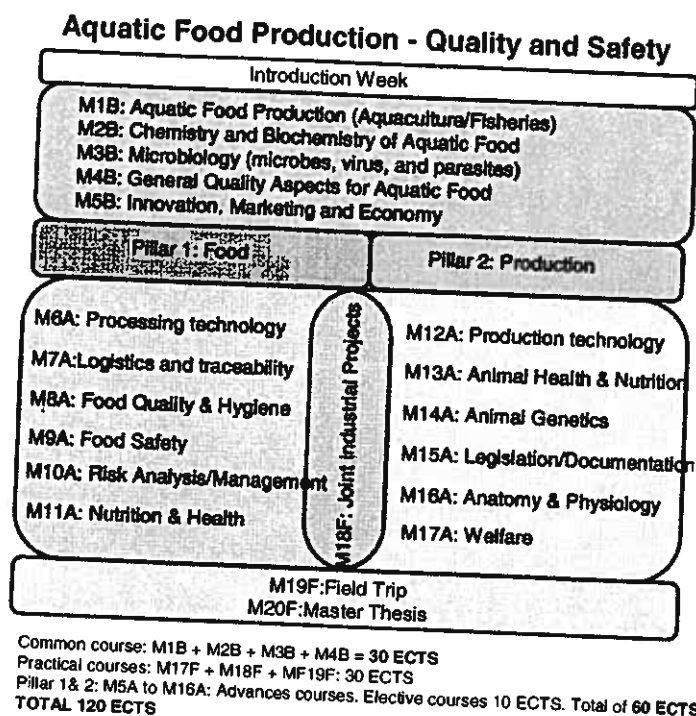 Aquatic Food Production - Quality and Safety
Introduction Week
M1B: Aquatic Food Production (Aquaculture/Fisheries)
M2B: Chemistry and Biochemistry of Aquatic Food
M3B: Microbiology (microbes, virus, and parasites)
M4B: General Quality Aspects for Aquatic Food
M5B: Innovation, Marketing and Economy
Pillar 1: Food
Pillar 2: Production
M6A: Processing technology
M7A:Logistics and traceability
M8A: Food Quality & Hygiene
M9A: Food Safety
M10A: Risk Analysis/Management
M11A: Nutrition & Health
M18F: Joint Industrial Projects
M12A: Production technology
M13A: Animal Health & Nutrition
M14A: Animal Genetics
M15A: Legislation/Documentation
M16A: Anatomy & Physiology
M17A: Welfare
M19F:Field Trip
M20F:Master Thesis
Common course: M1B + M2B + M3B + M4B = 30 ECTS
Practical courses: M17F + M18F + MF19F: 30 ECTS
Pillar 1& 2: M5A to M16A: Advances courses. Elective courses 10 ECTS. Total of 60 ECTS
TOTAL 120 ECTS